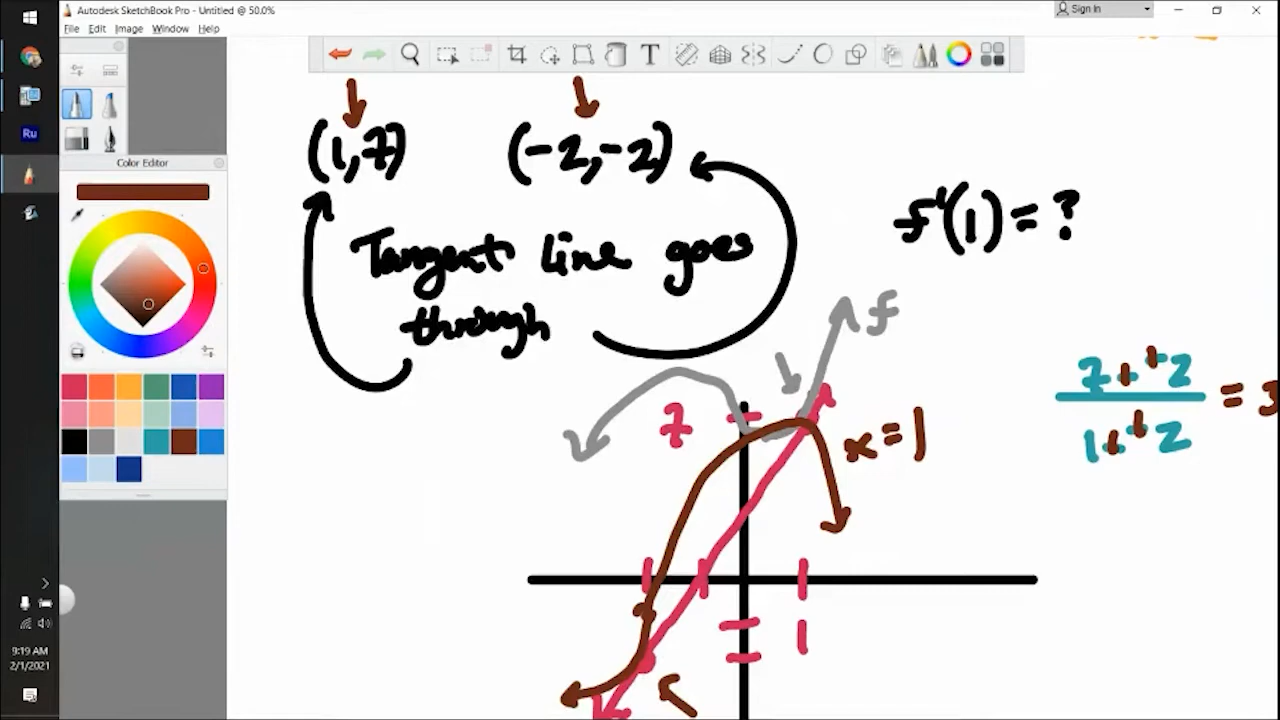 Autodesk SketchBook Pro - Untitled @ 50.0%
Sign In
File Edit Image Window Help
T
(1,7) (-2,-2)
Ru
Color Editor
f'(1)=?
Tangent Line goes
through
f
7++2
1++2
= 3
7
x=1
1
9:19 AM
2/1/2021